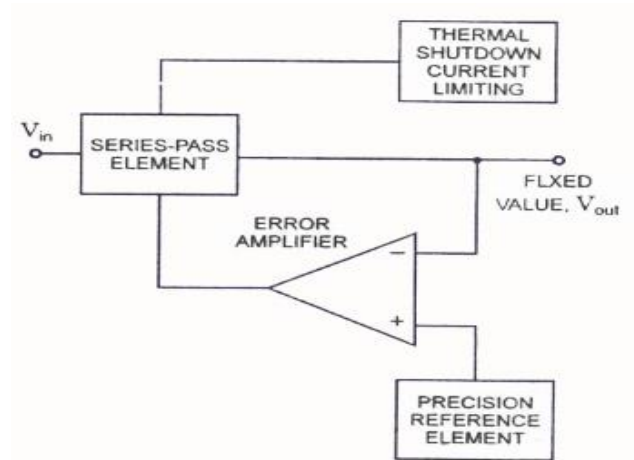 THERMAL
SHUTDOWN
CURRENT
LIMITING
Vin
SERIES-PASS
ELEMENT
FLXED
VALUE, Vout
ERROR
AMPLIFIER
−
+
PRECISION
REFERENCE
ELEMENT